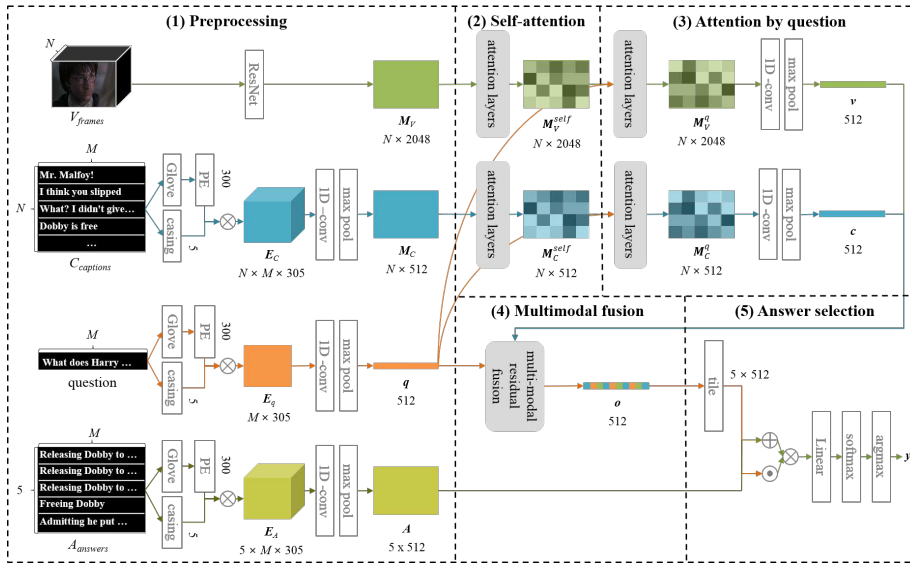 (1) Preprocessing
(2) Self-attention
(3) Attention by question
N
V_frames
ResNet
M_V
N × 2048
attention layers
M_V^self
N × 2048
attention layers
M_V^q
N × 2048
1D-conv
max pool
v
512
M
N
Mr. Malfoy!
I think you slipped
What? I didn't give…
Dobby is free
…
C_captions
Glove
PE
300
casing
5
E_C
N × M × 305
1D-conv
max pool
M_C
N × 512
attention layers
M_C^self
N × 512
attention layers
M_C^q
N × 512
1D-conv
max pool
c
512
(4) Multimodal fusion
(5) Answer selection
M
What does Harry …
question
Glove
PE
300
casing
5
E_q
M × 305
1D-conv
max pool
q
512
multi-modal
residual
fusion
o
512
tile
5 × 512
M
5
Releasing Dobby to …
Releasing Dobby to …
Releasing Dobby to …
Freeing Dobby
Admitting he put …
A_answers
Glove
PE
300
casing
5
E_A
5 × M × 305
1D-conv
max pool
A
5 x 512
Linear
softmax
argmax
y